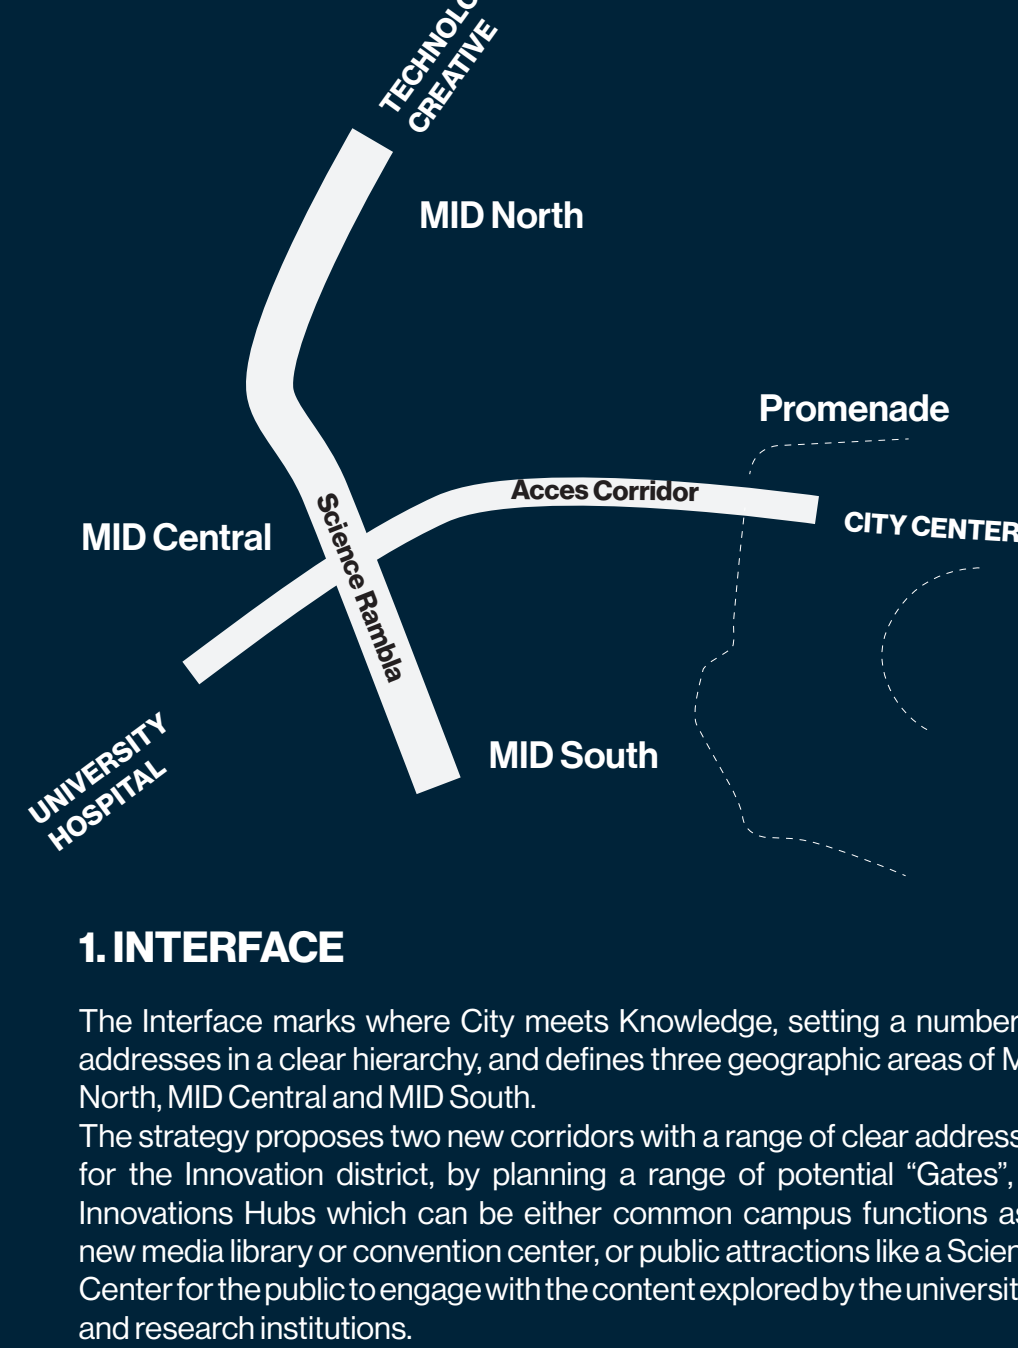 CREATIVE
MID North
Promenade
Acces Corridor
CITY CENTER
Science Rambla
MID Central
UNIVERSITY
HOSPITAL
MID South
1. INTERFACE
The Interface marks where City meets Knowledge, setting a number
addresses in a clear hierarchy, and defines three geographic areas of
North, MID Central and MID South.
The strategy proposes two new corridors with a range of clear
for the Innovation district, by planning a range of potential “Gates”,
Innovations Hubs which can be either common campus functions as
new media library or convention center, or public attractions like a
Center for the public to engage with the content explored by the
and research institutions.